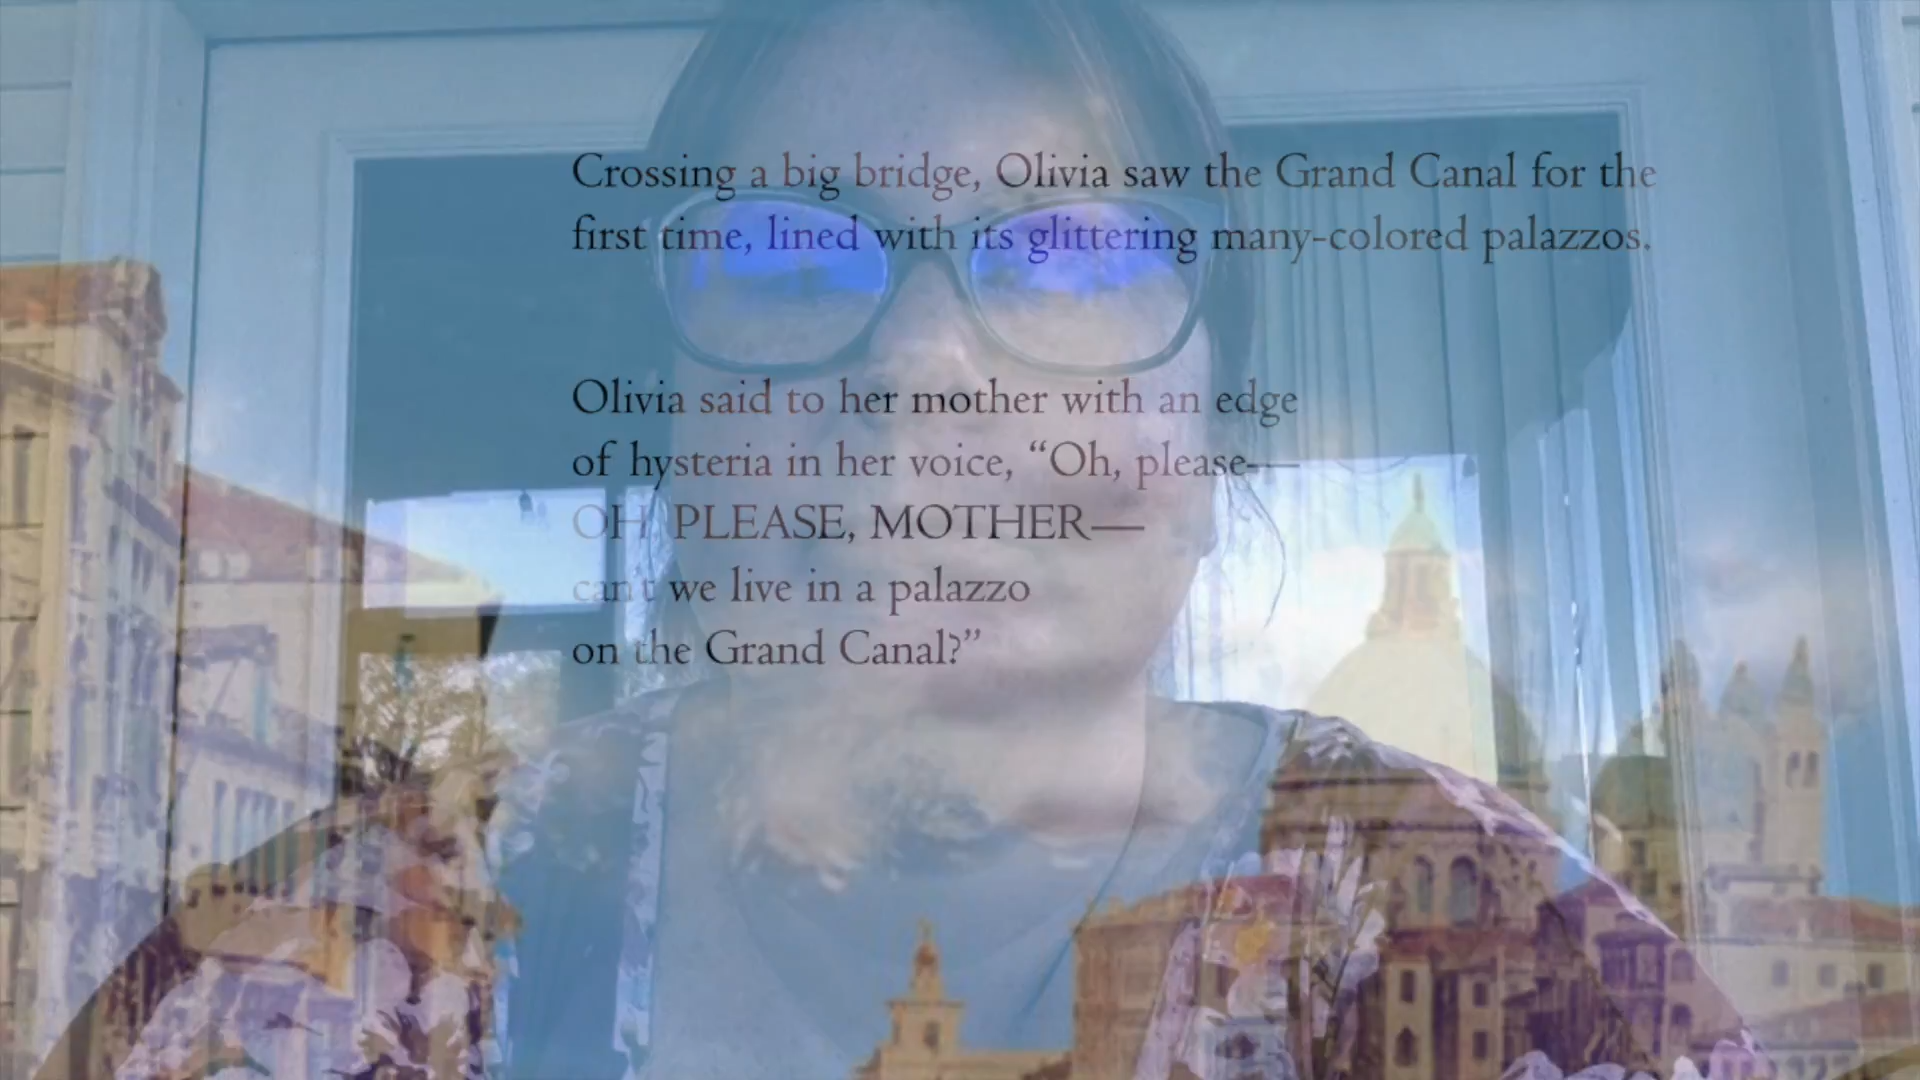 Crossing a big bridge, Olivia saw the Grand Canal for the
first time, lined with its glittering many-colored palazzos.
Olivia said to her mother with an edge
of hysteria in her voice, “Oh, please—
OH, PLEASE, MOTHER—
can't we live in a palazzo
on the Grand Canal?”